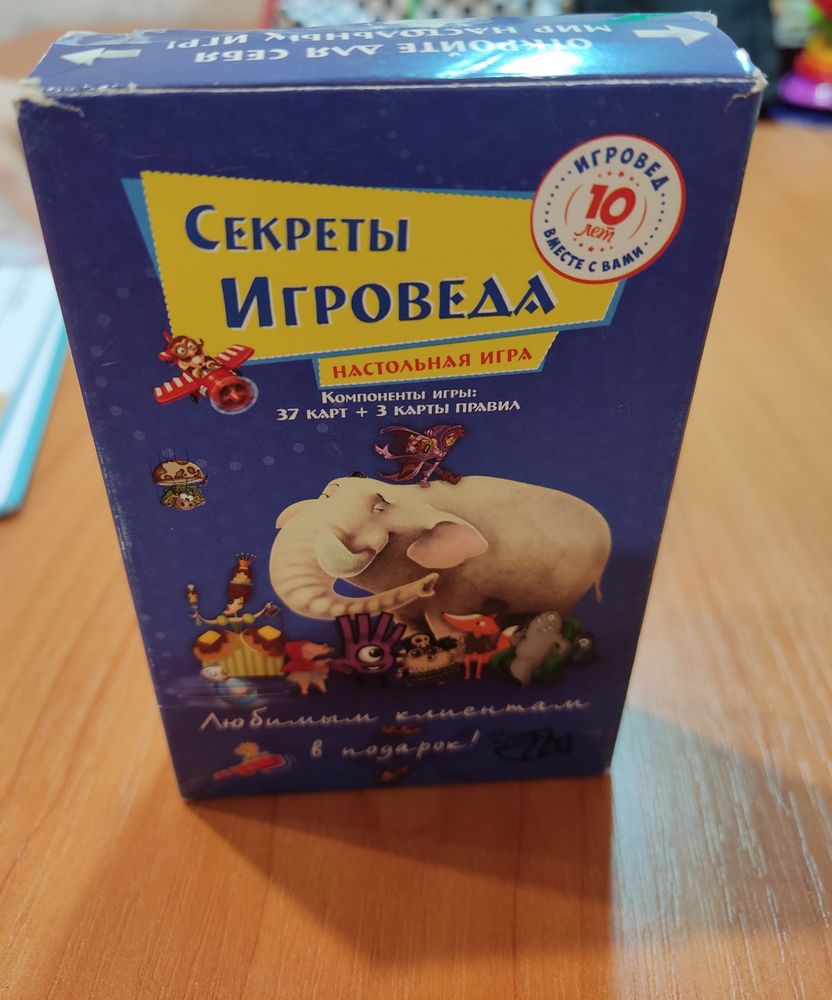 ОТКРОЙТЕ ДЛЯ СЕБЯ
МИР НАСТОЛЬНЫХ ИГР!
ИГРОВЕД
10
лет
ВМЕСТЕ С ВАМИ
СЕКРЕТЫ
ИГРОВЕДА
НАСТОЛЬНАЯ ИГРА
КОМПОНЕНТЫ ИГРЫ:
37 КАРТ + 3 КАРТЫ ПРАВИЛ
Любимым клиентам
в подарок!